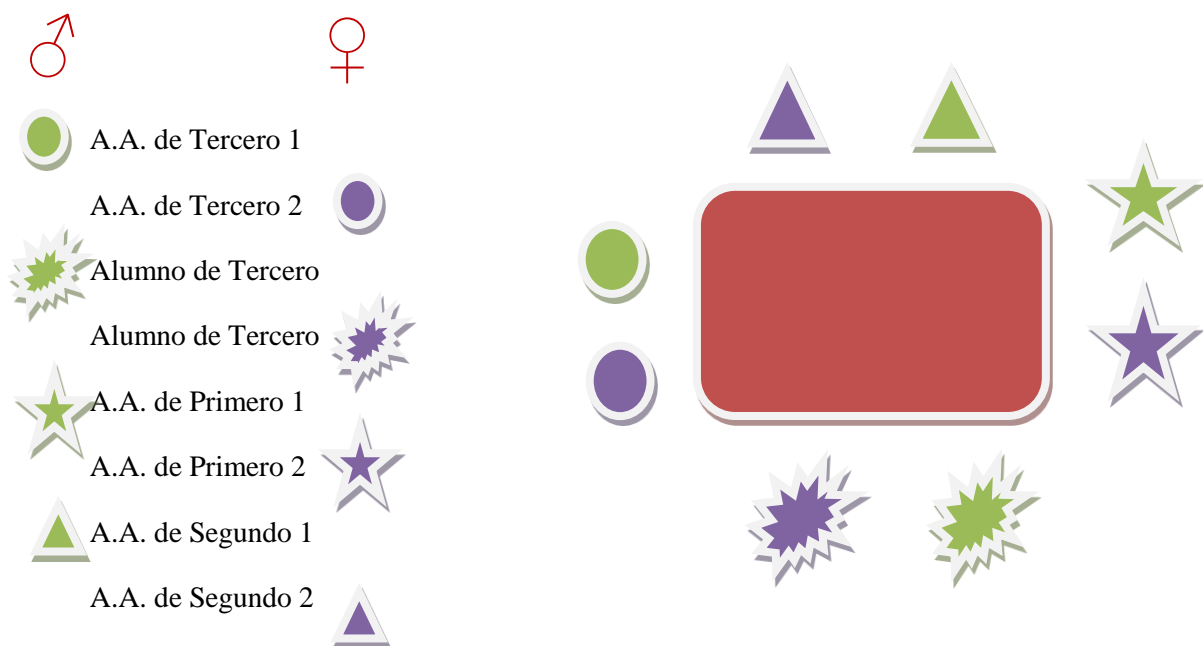 A.A. de Tercero 1
A.A. de Tercero 2
Alumno de Tercero
Alumno de Tercero
A.A. de Primero 1
A.A. de Primero 2
A.A. de Segundo 1
A.A. de Segundo 2